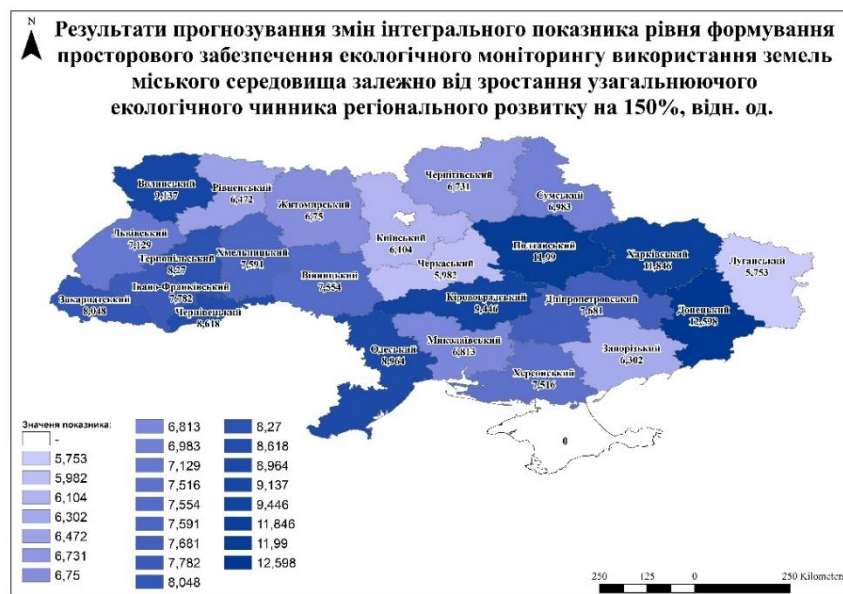 N
Результати прогнозування змін інтегрального показника рівня формування
просторового забезпечення екологічного моніторингу використання земель
міського середовища залежно від зростання узагальнюючого
екологічного чинника регіонального розвитку на 150%, відн. од.
Волинський
9,137
Рівненський
6,472
Житомирський
6,75
Чернігівський
6,731
Сумський
6,983
Київський
6,104
Львівський
7,129
Тернопільський
8,27
Хмельницький
7,591
Вінницький
7,554
Черкаський
5,982
Полтавський
11,99
Харківський
11,846
Луганський
5,753
Івано-Франківський
7,782
Закарпатський
8,048
Чернівецький
8,618
Кіровоградський
9,446
Дніпропетровський
7,681
Донецький
12,598
Одеський
8,964
Миколаївський
6,813
Запорізький
6,302
Херсонський
7,516
0
Значеня показника:
-
5,753
5,982
6,104
6,302
6,472
6,731
6,75
6,813
6,983
7,129
7,516
7,554
7,591
7,681
7,782
8,048
8,27
8,618
8,964
9,137
9,446
11,846
11,99
12,598
250 125 0 250 Kilometers